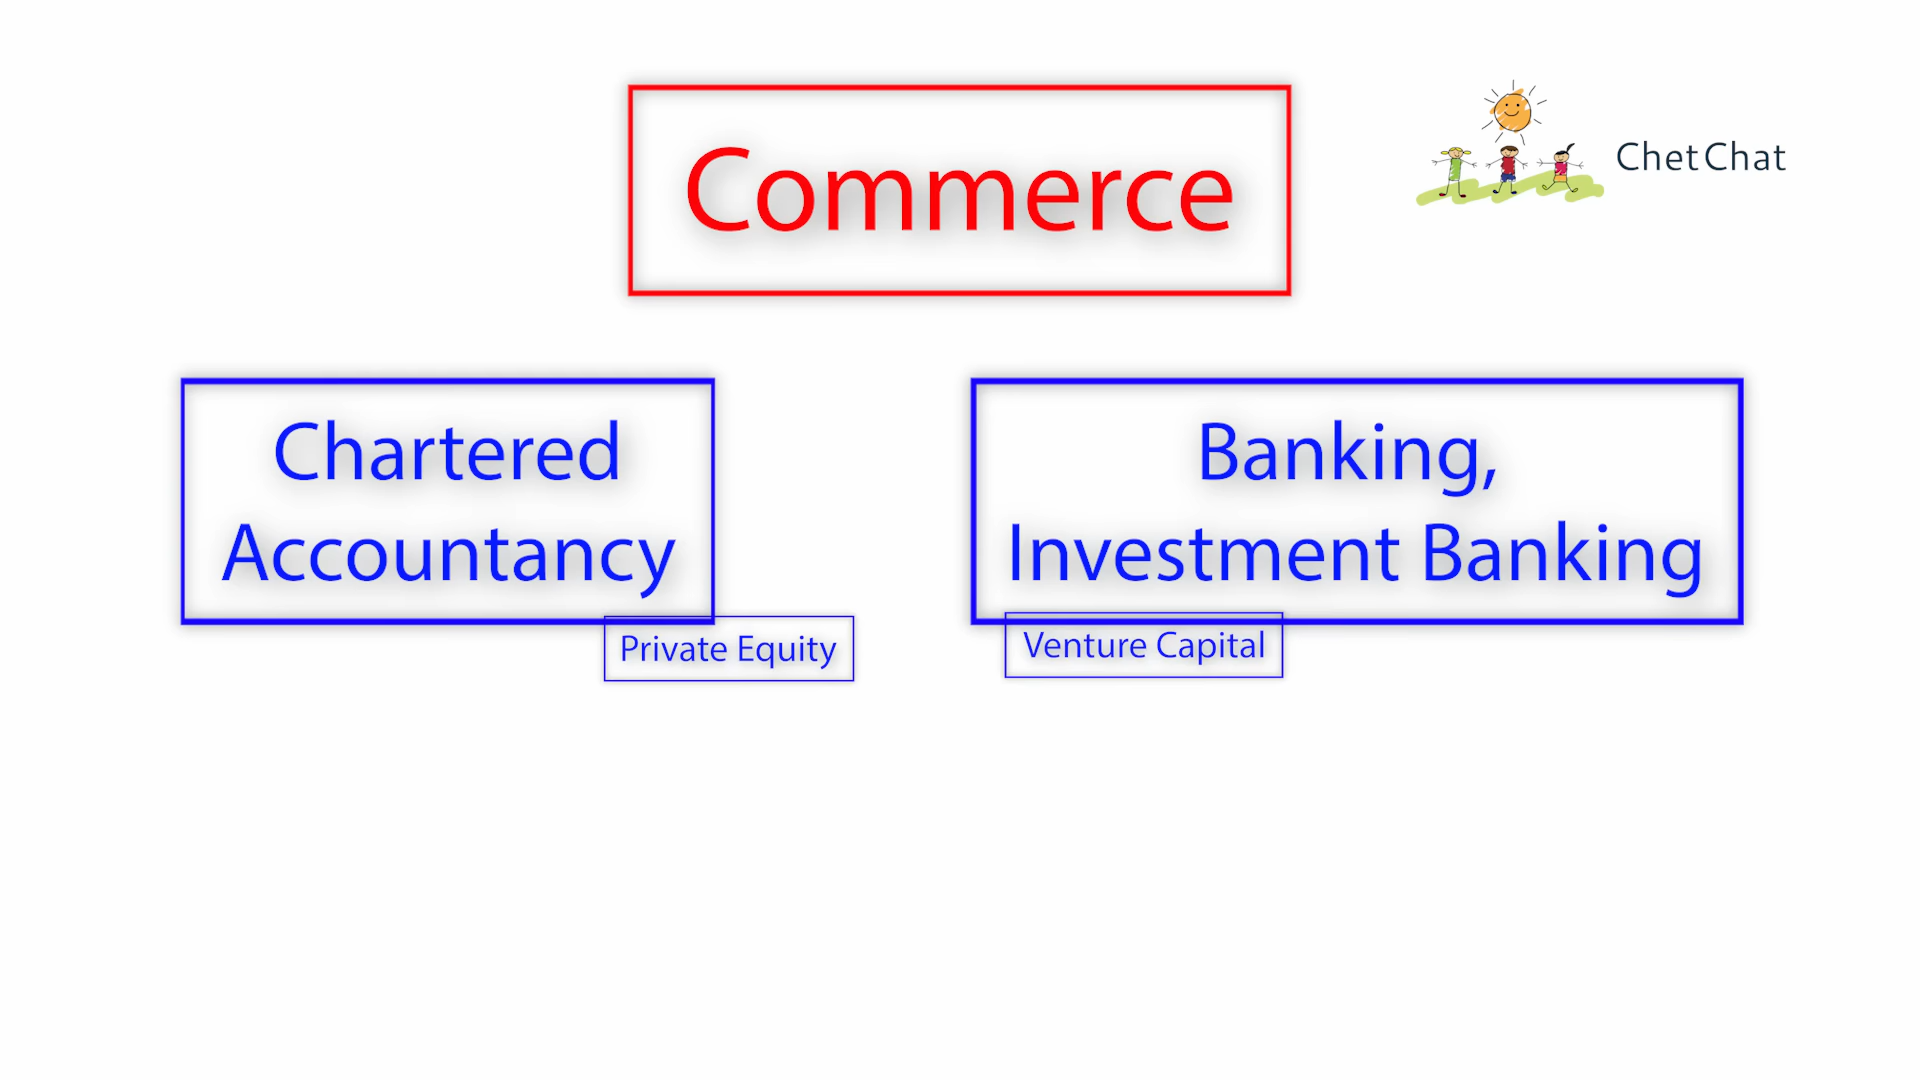 Commerce
ChetChat
Chartered
Accountancy
Banking,
Investment Banking
Private Equity
Venture Capital